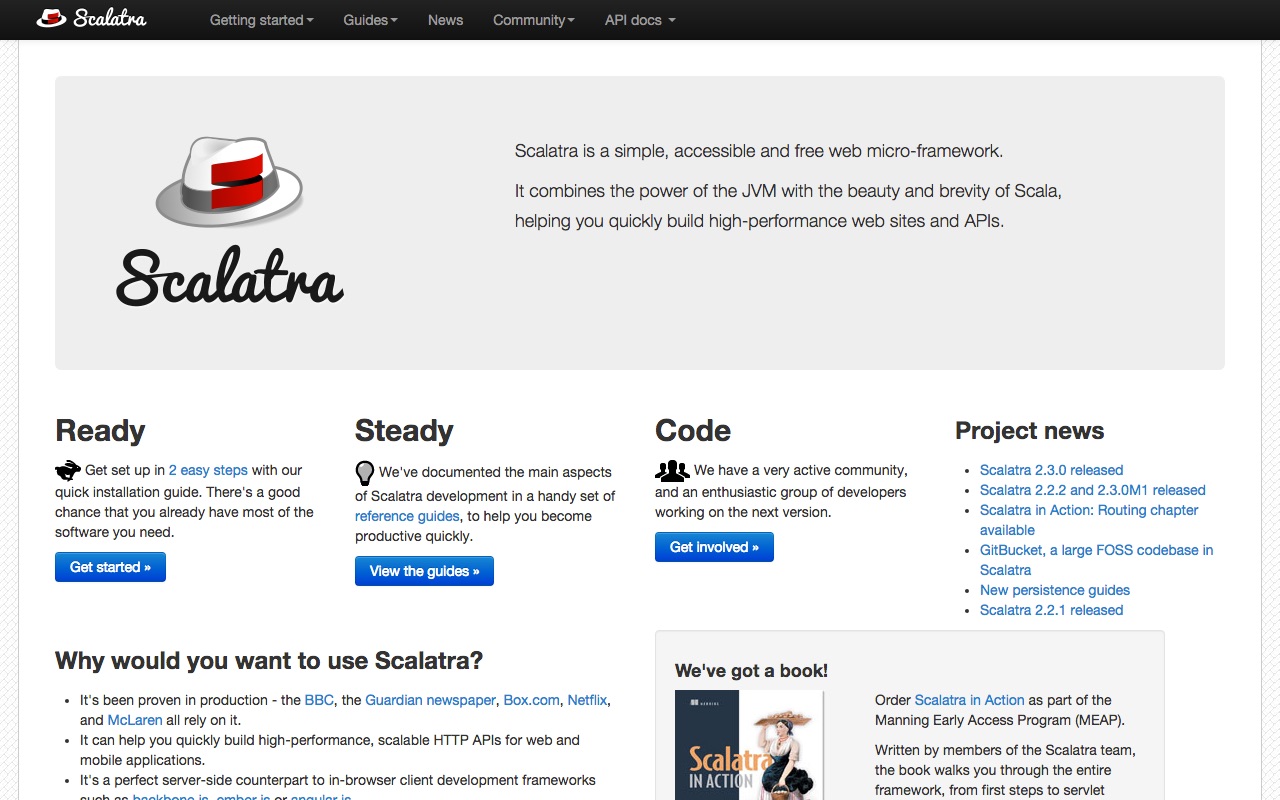 Scalatra
Getting started
Guides
News
Community
API docs
Scalatra
Scalatra is a simple, accessible and free web micro-framework.
It combines the power of the JVM with the beauty and brevity of Scala,
helping you quickly build high-performance web sites and APIs.
Ready
Get set up in 2 easy steps with our
quick installation guide. There's a good
chance that you already have most of the
software you need.
Get started »
Steady
We've documented the main aspects
of Scalatra development in a handy set of
reference guides, to help you become
productive quickly.
View the guides »
Code
We have a very active community,
and an enthusiastic group of developers
working on the next version.
Get involved »
Project news
Scalatra 2.3.0 released
Scalatra 2.2.2 and 2.3.0M1 released
Scalatra in Action: Routing chapter
available
GitBucket, a large FOSS codebase in
Scalatra
New persistence guides
Scalatra 2.2.1 released
Why would you want to use Scalatra?
It's been proven in production - the BBC, the Guardian newspaper, Box.com, Netflix,
and McLaren all rely on it.
It can help you quickly build high-performance, scalable HTTP APIs for web and
mobile applications.
It's a perfect server-side counterpart to in-browser client development frameworks
such as backbone.js, ember.js or angular.js.
We've got a book!
MANNING
Scalatra
IN ACTION
Order Scalatra in Action as part of the
Manning Early Access Program (MEAP).
Written by members of the Scalatra team,
the book walks you through the entire
framework, from first steps to servlet